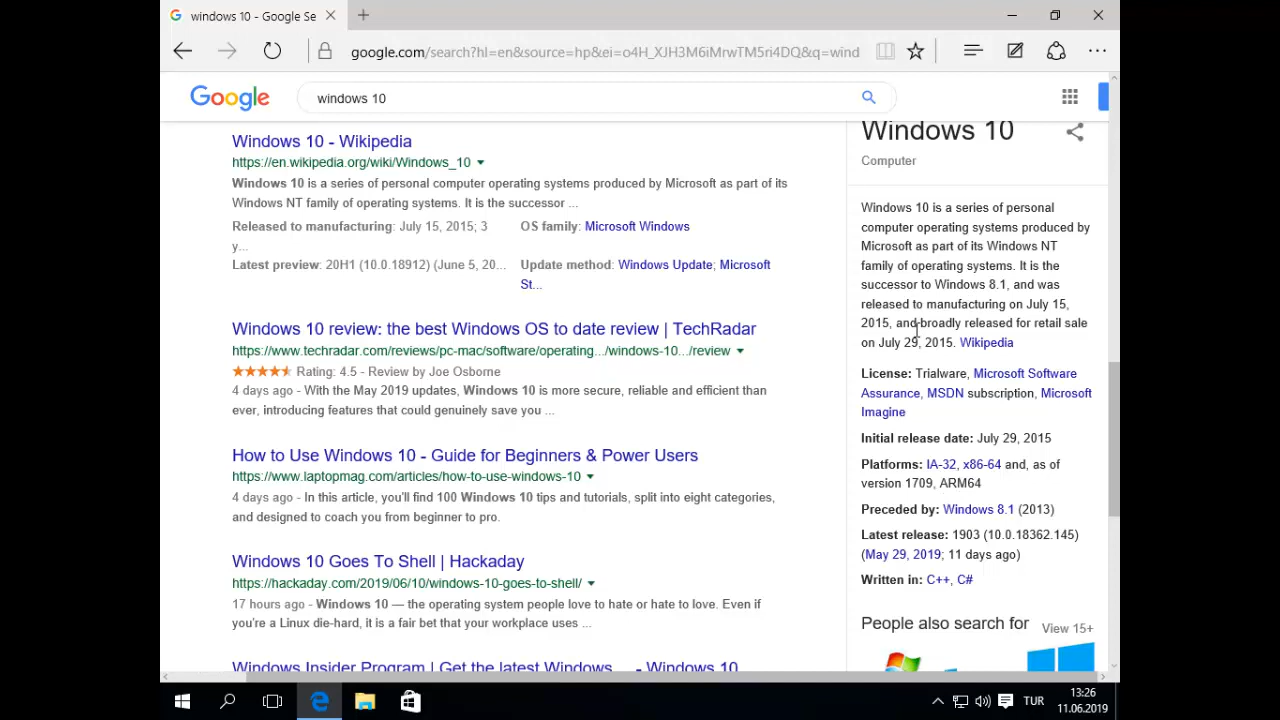 windows 10 - Google Se
google.com/search?hl=en&source=hp&ei=o4H_XJH3M6iMrwTM5ri4DQ&q=wind
Google
windows 10
Windows 10 - Wikipedia
https://en.wikipedia.org/wiki/Windows_10
Windows 10 is a series of personal computer operating systems produced by Microsoft as part of its
Windows NT family of operating systems. It is the successor ...
Released to manufacturing: July 15, 2015; 3
y...
OS family: Microsoft Windows
Latest preview: 20H1 (10.0.18912) (June 5, 20...
Update method: Windows Update; Microsoft
St...
Windows 10 review: the best Windows OS to date review | TechRadar
https://www.techradar.com/reviews/pc-mac/software/operating.../windows-10.../review
Rating: 4.5 - Review by Joe Osborne
4 days ago - With the May 2019 updates, Windows 10 is more secure, reliable and efficient than
ever, introducing features that could genuinely save you ...
How to Use Windows 10 - Guide for Beginners & Power Users
https://www.laptopmag.com/articles/how-to-use-windows-10
4 days ago - In this article, you'll find 100 Windows 10 tips and tutorials, split into eight categories,
and designed to coach you from beginner to pro.
Windows 10 Goes To Shell | Hackaday
https://hackaday.com/2019/06/10/windows-10-goes-to-shell/
17 hours ago - Windows 10 — the operating system people love to hate or hate to love. Even if
you're a Linux die-hard, it is a fair bet that your workplace uses ...
Windows Insider Program | Get the latest Windows ... - Windows 10
Windows 10
Computer
Windows 10 is a series of personal
computer operating systems produced by
Microsoft as part of its Windows NT
family of operating systems. It is the
successor to Windows 8.1, and was
released to manufacturing on July 15,
2015, and broadly released for retail sale
on July 29, 2015. Wikipedia
License: Trialware, Microsoft Software
Assurance, MSDN subscription, Microsoft
Imagine
Initial release date: July 29, 2015
Platforms: IA-32, x86-64 and, as of
version 1709, ARM64
Preceded by: Windows 8.1 (2013)
Latest release: 1903 (10.0.18362.145)
(May 29, 2019; 11 days ago)
Written in: C++, C#
People also search for
View 15+
TUR
13:26
11.06.2019